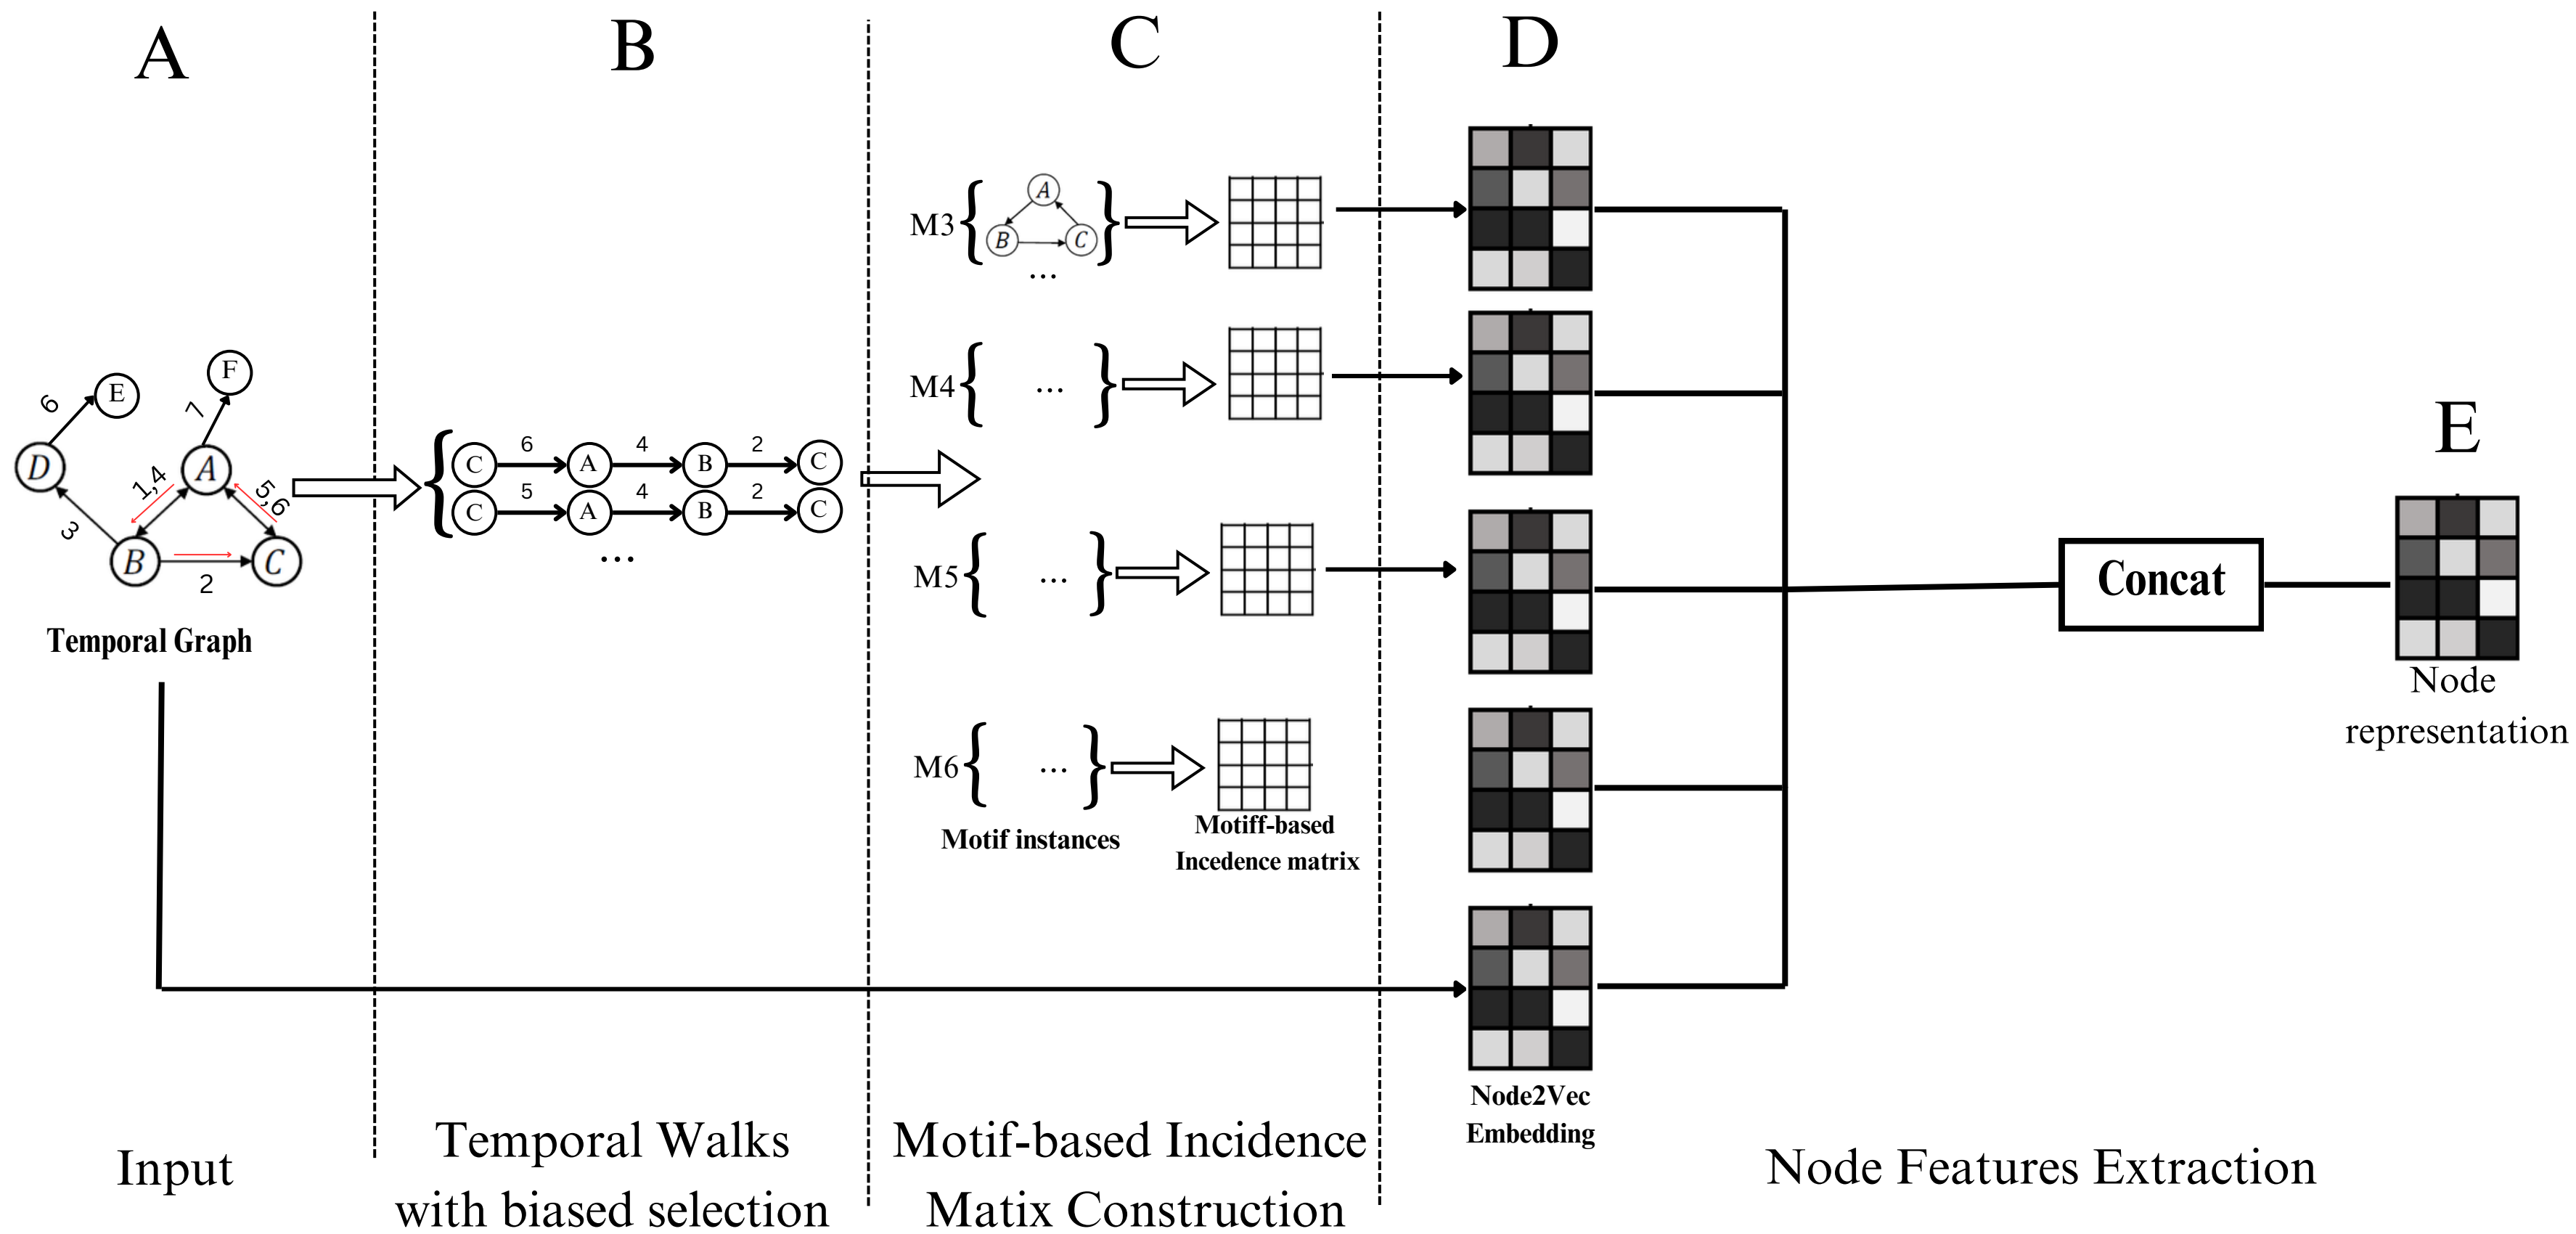 A
B
C
D
E
E
F
D
A
B
C
6
7
1,4
5,6
3
2
Temporal Graph
C 6 A 4 B 2 C
C 5 A 4 B 2 C
...
M3 { A B C }
...
M4 { ... }
M5 { ... }
M6 { ... }
Motif instances
Motiff-based
Incedence matrix
Node2Vec
Embedding
Concat
Node
representation
Input
Temporal Walks
with biased selection
Motif-based Incidence
Matix Construction
Node Features Extraction